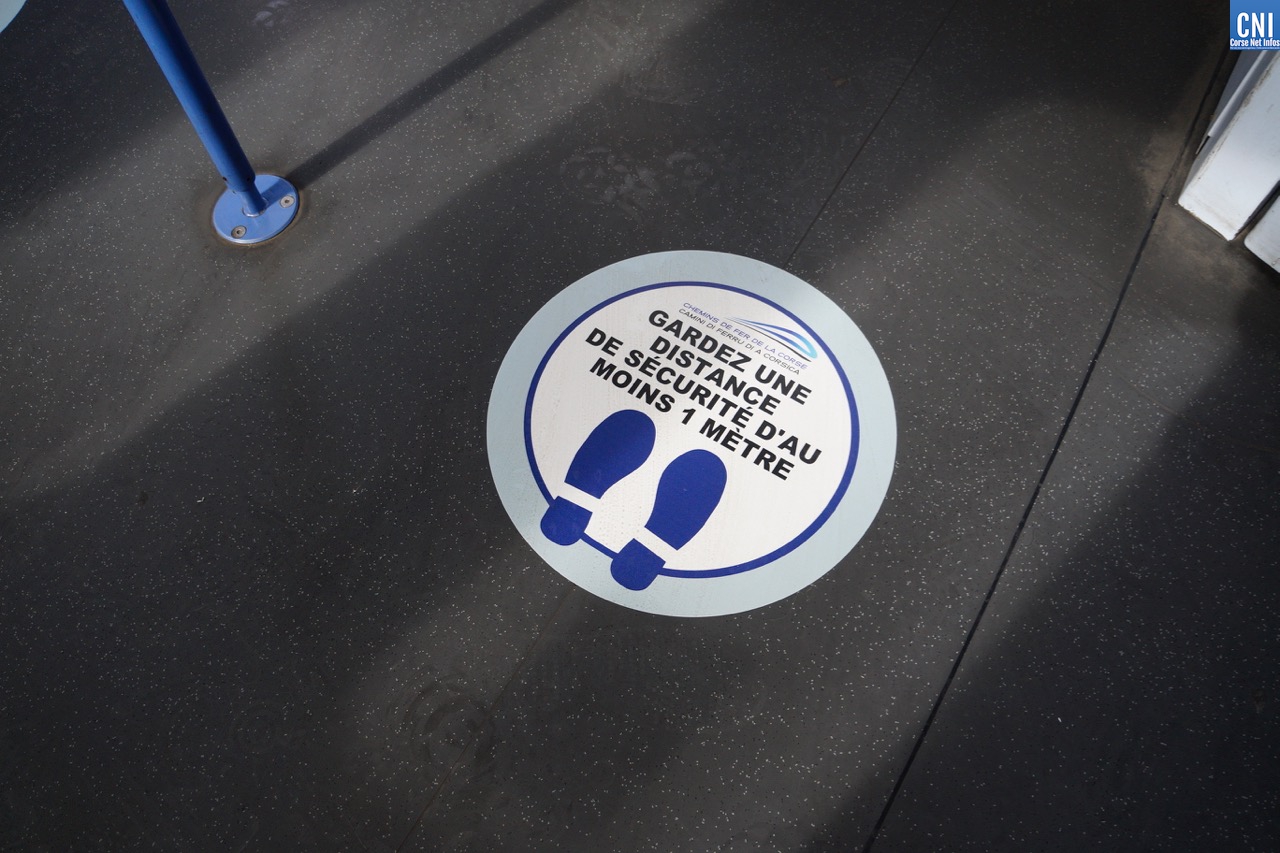 CNI
Corse Net Infos
CHEMINS DE FER DE LA CORSE
CAMINI DI FERRU DI A CORSICA
GARDEZ UNE
DISTANCE
DE SÉCURITÉ D'AU
MOINS 1 MÈTRE